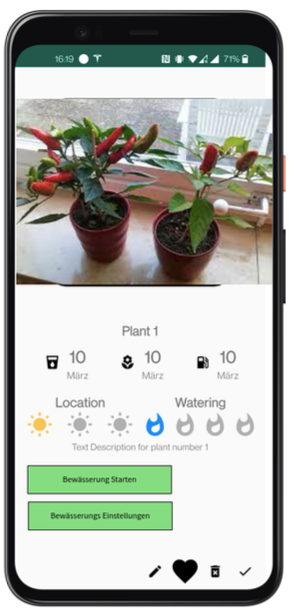 16:19 71%
Plant 1
10 10 10
März März März
Location Watering
Text Description for plant number 1
Bewässerung Starten
Bewässerungs Einstellungen